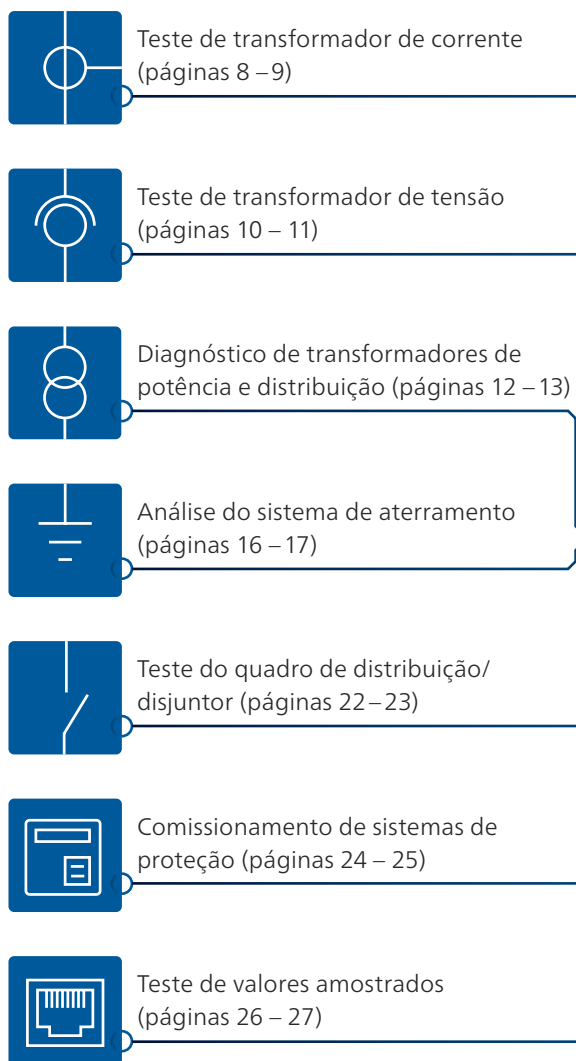 Teste de transformador de corrente
(páginas 8 – 9)
Teste de transformador de tensão
(páginas 10 – 11)
Diagnóstico de transformadores de
potência e distribuição (páginas 12 – 13)
Análise do sistema de aterramento
(páginas 16 – 17)
Teste do quadro de distribuição/
disjuntor (páginas 22 – 23)
Comissionamento de sistemas de
proteção (páginas 24 – 25)
Teste de valores amostrados
(páginas 26 – 27)